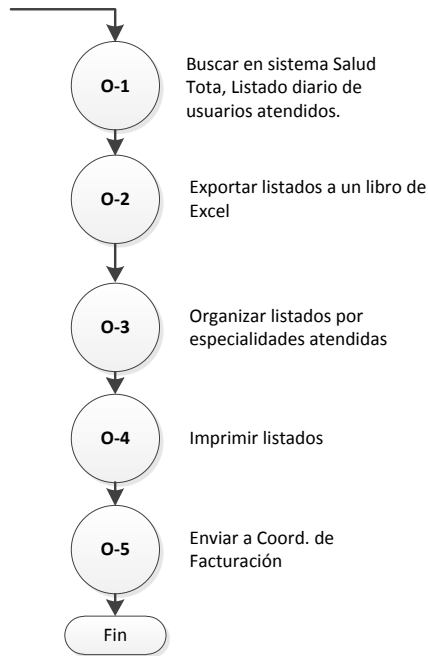 O-1
Buscar en sistema Salud
Tota, Listado diario de
usuarios atendidos.
O-2
Exportar listados a un libro de
Excel
O-3
Organizar listados por
especialidades atendidas
O-4
Imprimir listados
O-5
Enviar a Coord. de
Facturación
Fin